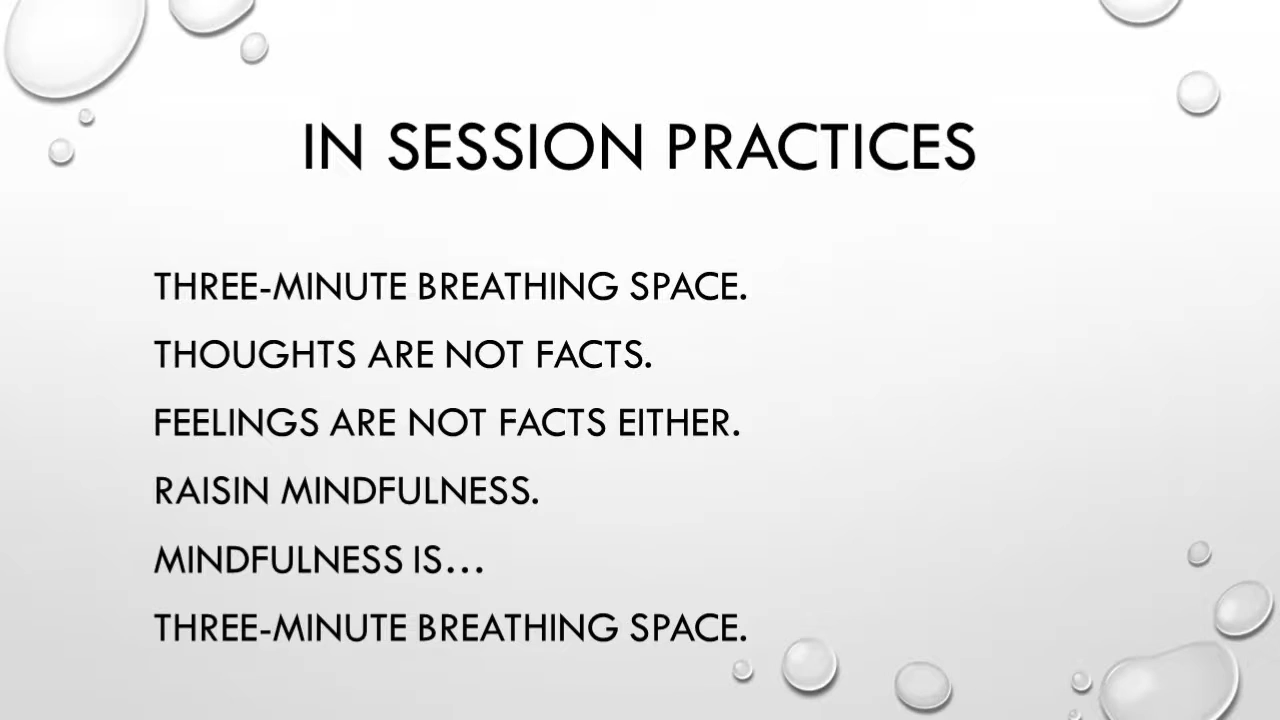 IN SESSION PRACTICES
THREE-MINUTE BREATHING SPACE.
THOUGHTS ARE NOT FACTS.
FEELINGS ARE NOT FACTS EITHER.
RAISIN MINDFULNESS.
MINDFULNESS IS…
THREE-MINUTE BREATHING SPACE.